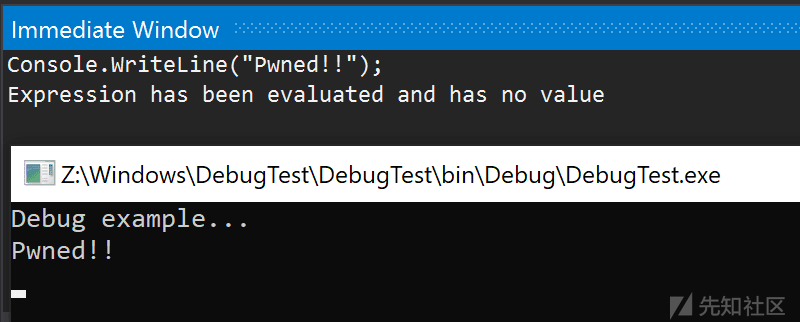 Immediate Window
Console.WriteLine("Pwned!!");
Expression has been evaluated and has no value
Z:\Windows\DebugTest\DebugTest\bin\Debug\DebugTest.exe
Debug example...
Pwned!!
先知社区